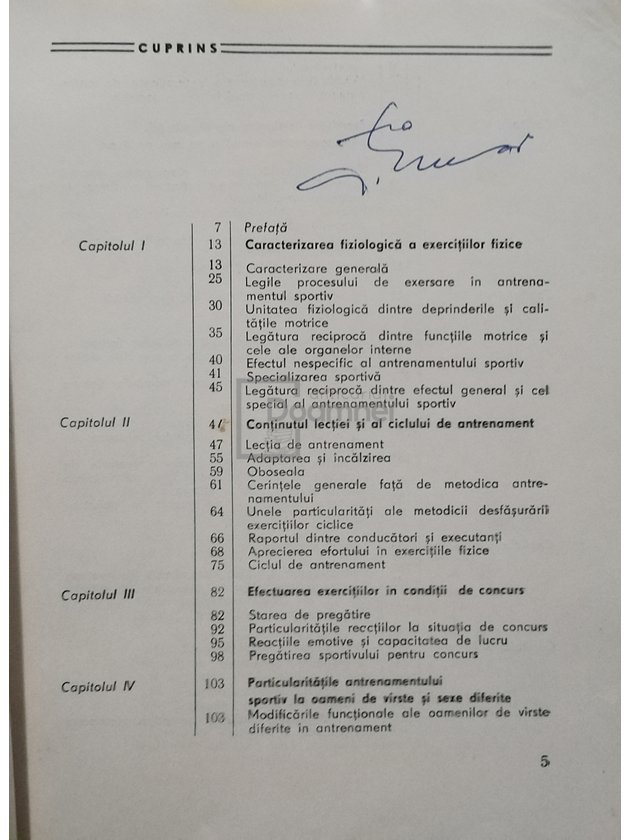 CUPRINS
7 Prefață
Capitolul I 13 Caracterizarea fiziologică a exercițiilor fizice
13 Caracterizare generală
25 Legile procesului de exersare in antrena-
mentul sportiv
30 Unitatea fiziologică dintre deprinderile și cali-
tățile motrice
35 Legătura reciprocă dintre funcțiile motrice și
cele ale organelor interne
40 Efectul nespecific al antrenamentului sportiv
41 Specializarea sportivă
45 Legătura reciprocă dintre efectul general și cel
special al antrenamentului sportiv
Capitolul II 47 Conținutul lecției și al ciclului de antrenament
47 Lecția de antrenament
55 Adaptarea și incălzirea
59 Oboseala
61 Cerințele generale față de metodica antre-
namentului
64 Unele particularități ale metodicii desfășurării
exercițiilor ciclice
66 Raportul dintre conducători și executanți
68 Aprecierea efortului in exercițiile fizice
75 Ciclul de antrenament
Capitolul III 82 Efectuarea exercițiilor in condiții de concurs
82 Starea de pregătire
92 Particularitățile reccțiilor la situația de concurs
95 Reacțiile emotive și capacitatea de lucru
98 Pregătirea sportivului pentru concurs
Capitolul IV 103 Particularitățile antrenamentului
sportiv la oameni de virste și sexe diferite
103 Modificările funcționale ale oamenilor de virste
diferite in antrenament
5